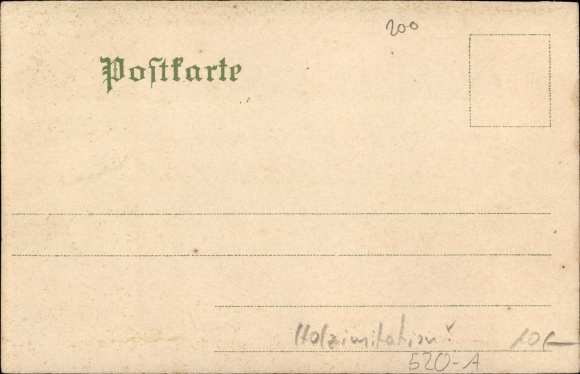 200
Postkarte
Holzimitation!
10,-
520-A